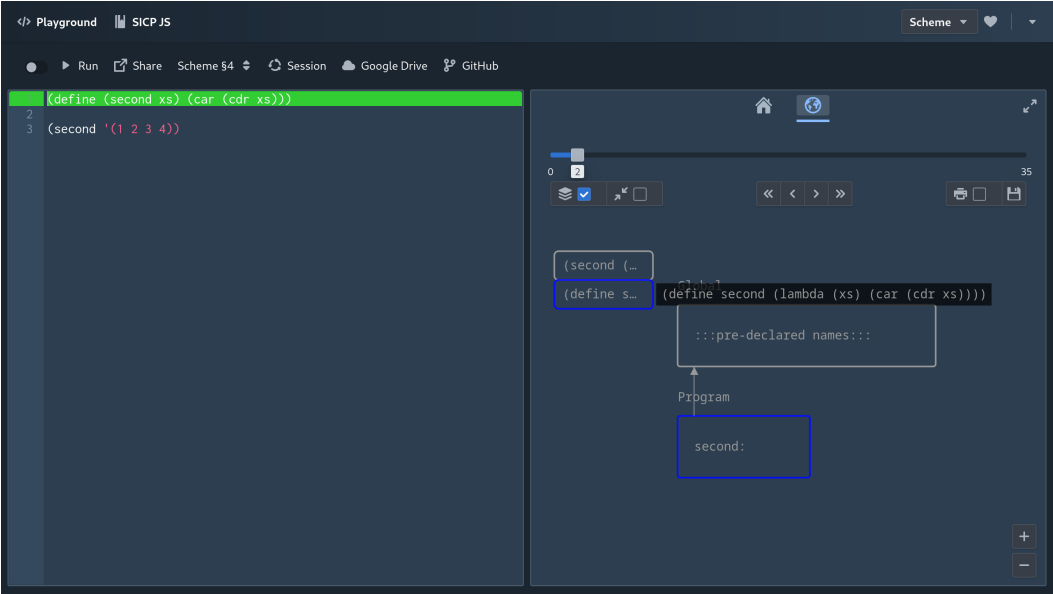 </> Playground SICP JS Scheme
Run Share Scheme §4 Session Google Drive GitHub
(define (second xs) (car (cdr xs)))
2
3 (second '(1 2 3 4))
0 2 35
(second (…
Global
(define s… (define second (lambda (xs) (car (cdr xs))))
:::pre-declared names:::
Program
second: